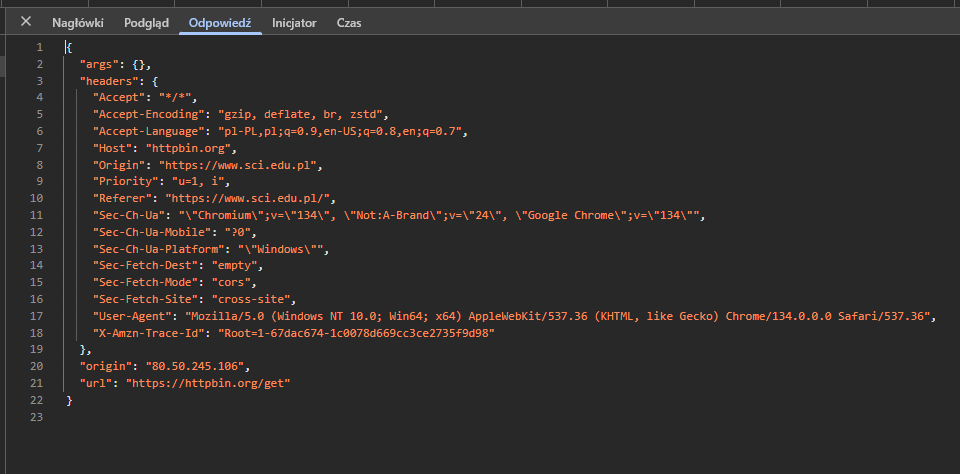 Nagłówki Podgląd Odpowiedź Inicjator Czas
1 {
2 "args": {},
3 "headers": {
4 "Accept": "*/*",
5 "Accept-Encoding": "gzip, deflate, br, zstd",
6 "Accept-Language": "pl-PL,pl;q=0.9,en-US;q=0.8,en;q=0.7",
7 "Host": "httpbin.org",
8 "Origin": "https://www.sci.edu.pl",
9 "Priority": "u=1, i",
10 "Referer": "https://www.sci.edu.pl/",
11 "Sec-Ch-Ua": "\"Chromium\";v=\"134\", \"Not:A-Brand\";v=\"24\", \"Google Chrome\";v=\"134\"",
12 "Sec-Ch-Ua-Mobile": "?0",
13 "Sec-Ch-Ua-Platform": "\"Windows\"",
14 "Sec-Fetch-Dest": "empty",
15 "Sec-Fetch-Mode": "cors",
16 "Sec-Fetch-Site": "cross-site",
17 "User-Agent": "Mozilla/5.0 (Windows NT 10.0; Win64; x64) AppleWebKit/537.36 (KHTML, like Gecko) Chrome/134.0.0.0 Safari/537.36",
18 "X-Amzn-Trace-Id": "Root=1-67dac674-1c0078d669cc3ce2735f9d98"
19 },
20 "origin": "80.50.245.106",
21 "url": "https://httpbin.org/get"
22 }
23